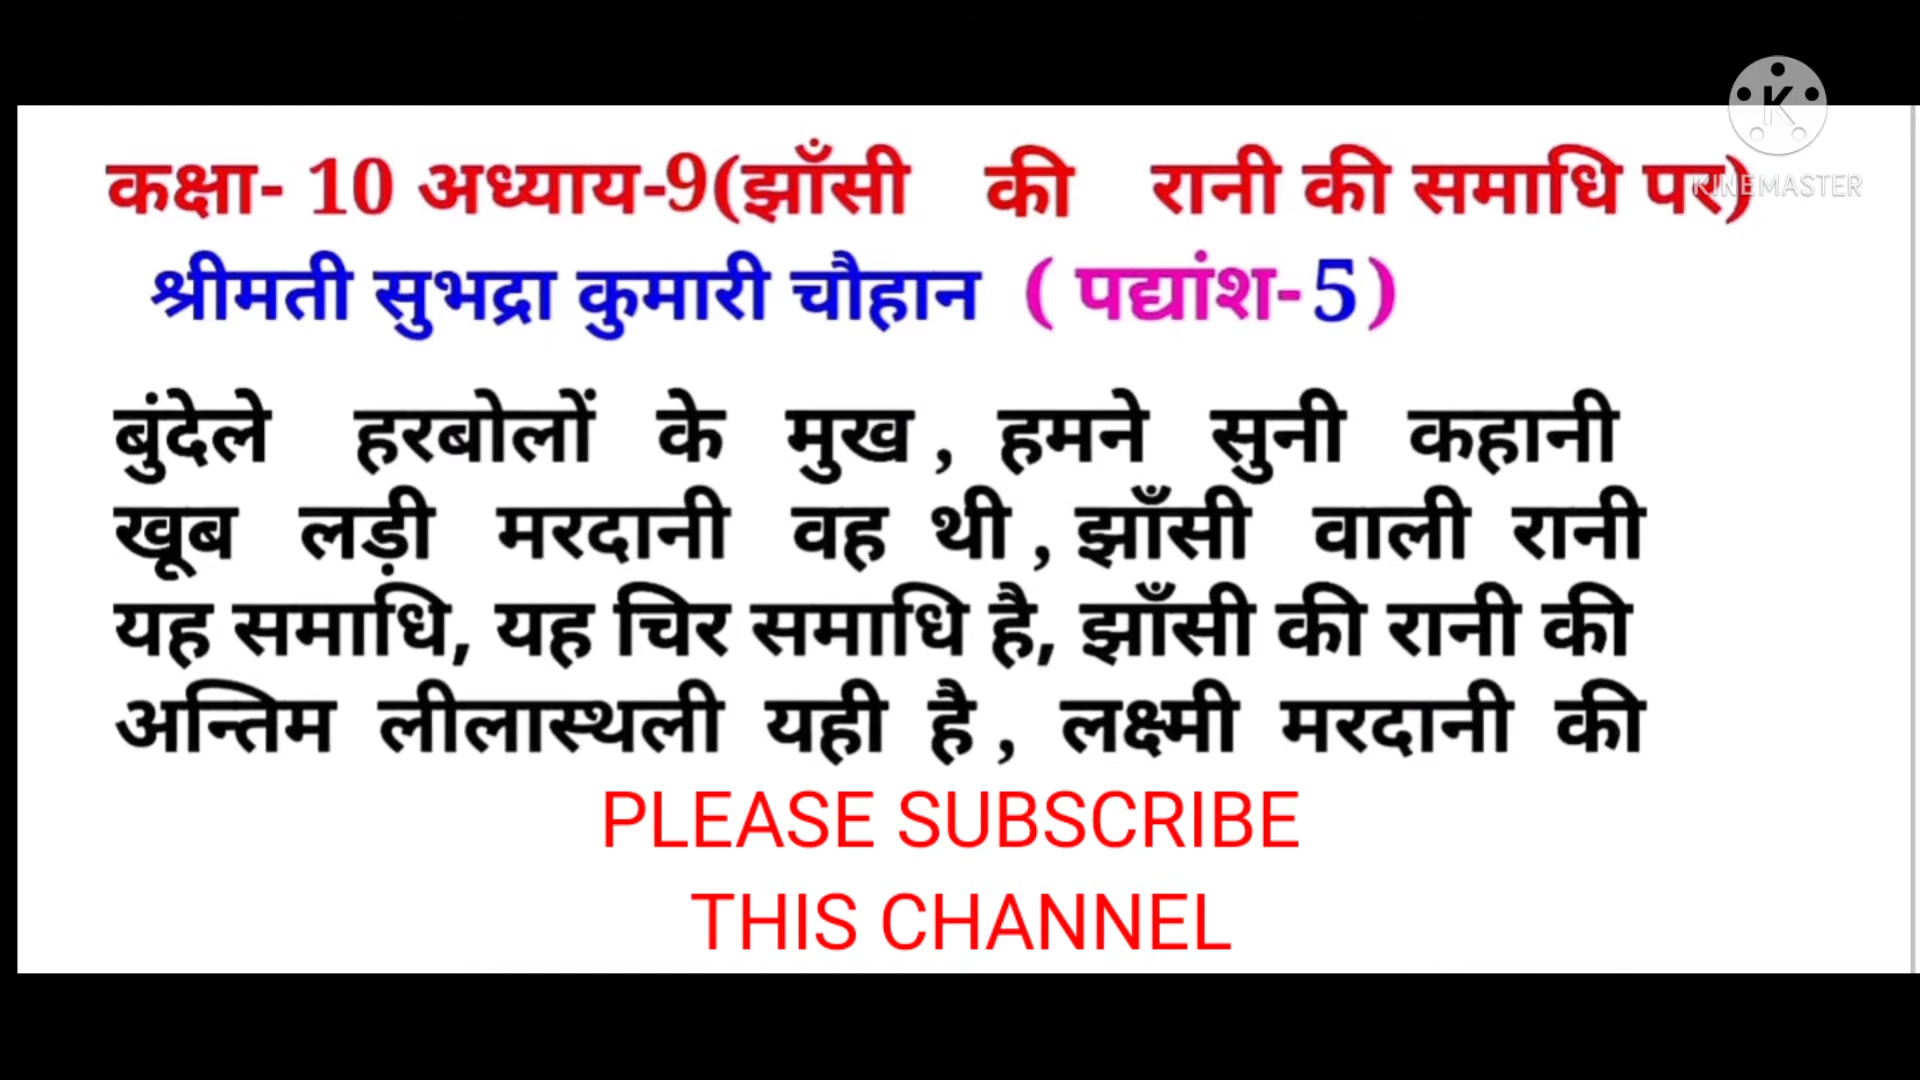 कक्षा- 10 अध्याय-9(झाँसी की रानी की समाधि पर)
KINEMASTER
श्रीमती सुभद्रा कुमारी चौहान ( पद्यांश-5)
बुंदेले हरबोलों के मुख , हमने सुनी कहानी
खूब लड़ी मरदानी वह थी , झाँसी वाली रानी
यह समाधि, यह चिर समाधि है, झाँसी की रानी की
अन्तिम लीलास्थली यही है , लक्ष्मी मरदानी की
PLEASE SUBSCRIBE
THIS CHANNEL